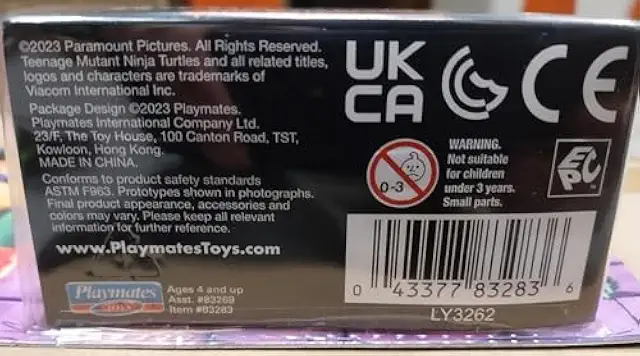 ©2023 Paramount Pictures. All Rights Reserved.
Teenage Mutant Ninja Turtles and all related titles,
logos and characters are trademarks of
Viacom International Inc.
Package Design ©2023 Playmates.
Playmates International Company Ltd.
23/F, The Toy House, 100 Canton Road, TST,
Kowloon, Hong Kong.
MADE IN CHINA.
Conforms to product safety standards
ASTM F963. Prototypes shown in photographs.
Final product appearance, accessories and
colors may vary. Please keep all relevant
information for further reference.
www.PlaymatesToys.com
Playmates
TOYS
Ages 4 and up
Asst. #83269
Item #83283
UK
CA
CE
0-3
WARNING.
Not suitable
for children
under 3 years.
Small parts.
EPC
0 43377 83283 6
LY3262